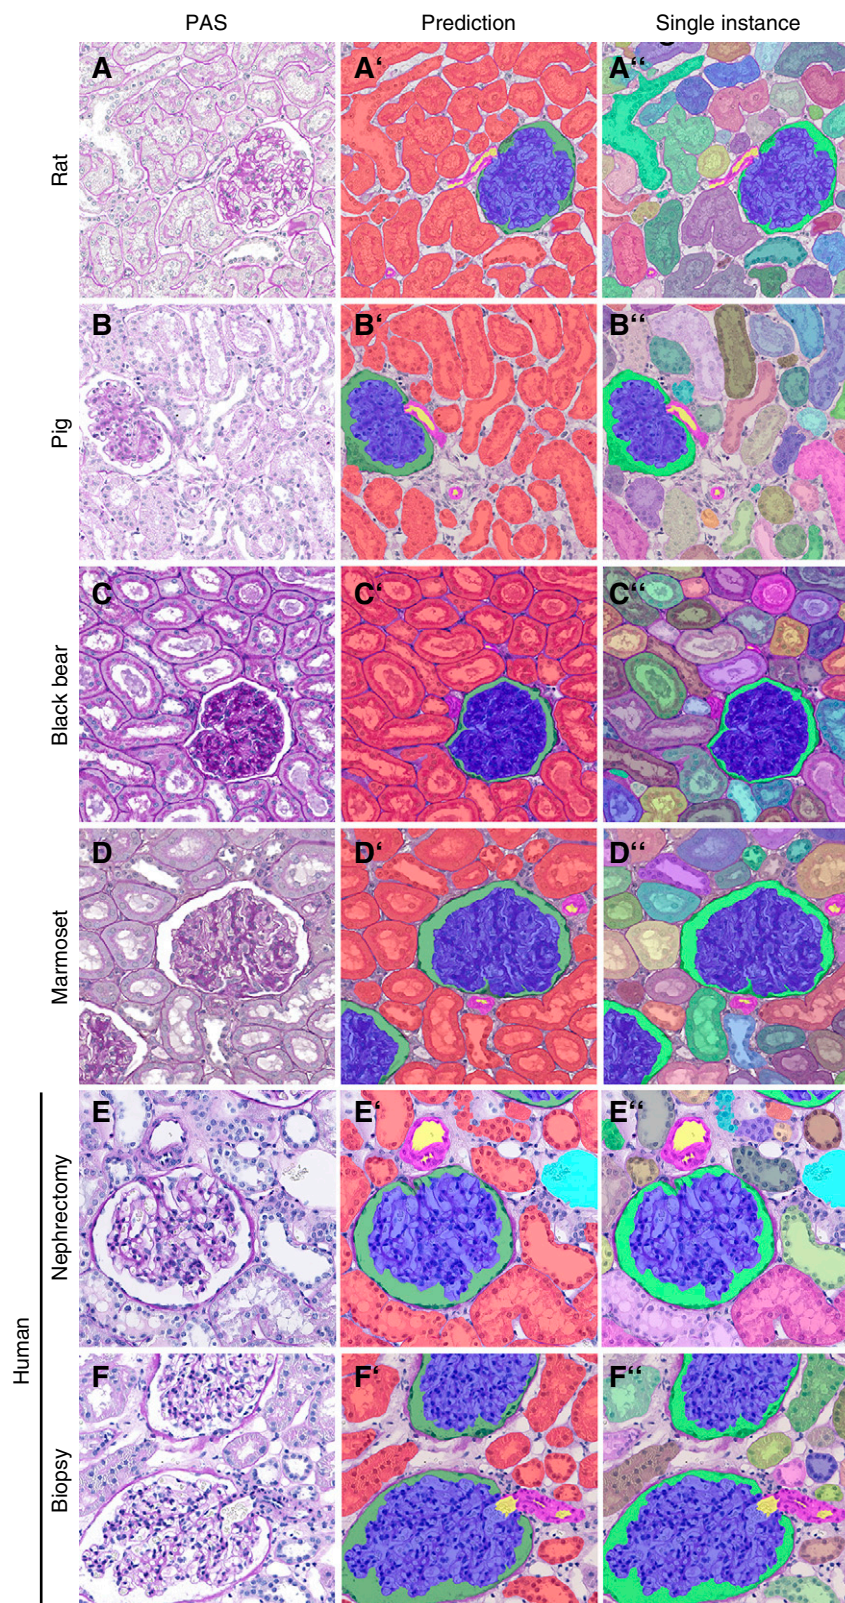 PAS Prediction Single instance
Rat A A‘ A“
Pig B B‘ B“
Black bear C C‘ C“
Marmoset D D‘ D“
Human
Nephrectomy E E‘ E“
Biopsy F F‘ F“